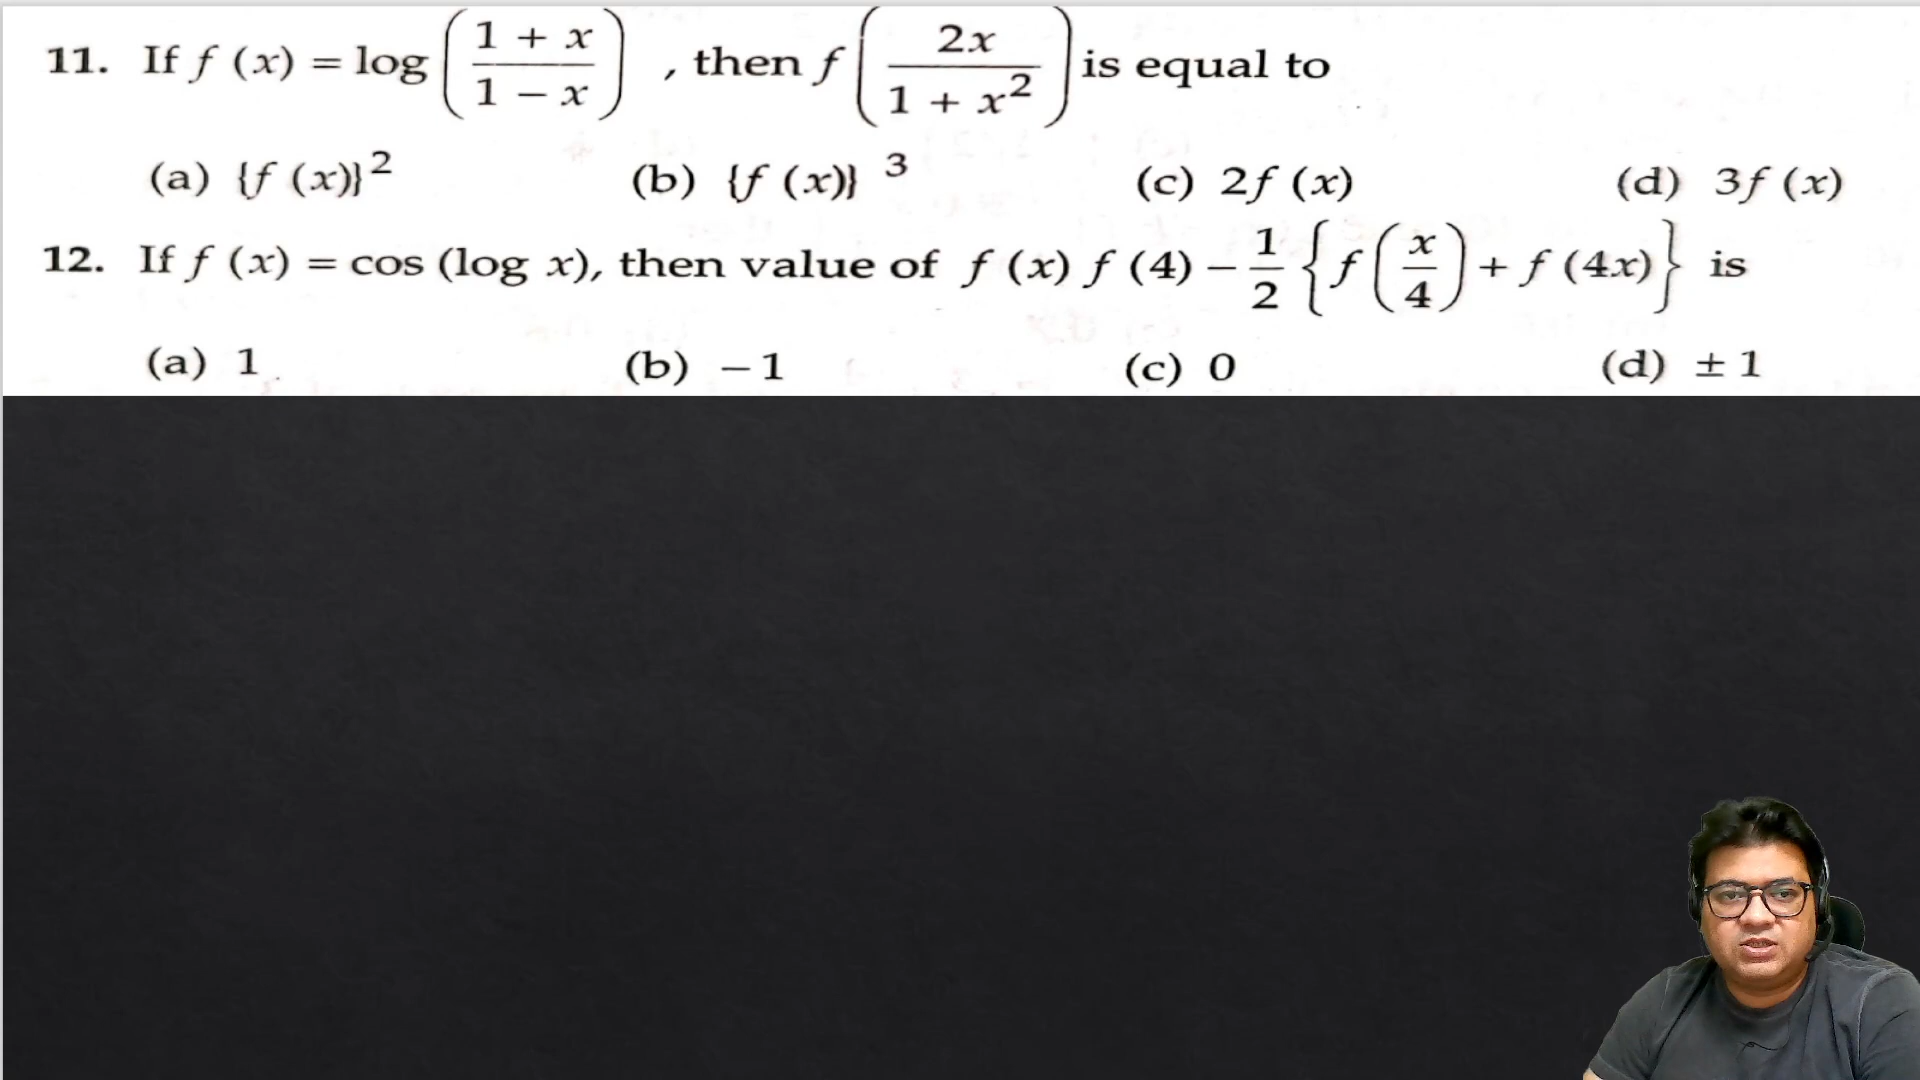 11. If f (x) = log ( (1 + x) / (1 − x) ) , then f ( 2x / (1 + x²) ) is equal to
(a) {f (x)}² (b) {f (x)} ³ (c) 2f (x) (d) 3f (x)
12. If f (x) = cos (log x), then value of f (x) f (4) − 1/2 { f ( x/4 ) + f (4x) } is
(a) 1 (b) − 1 (c) 0 (d) ± 1